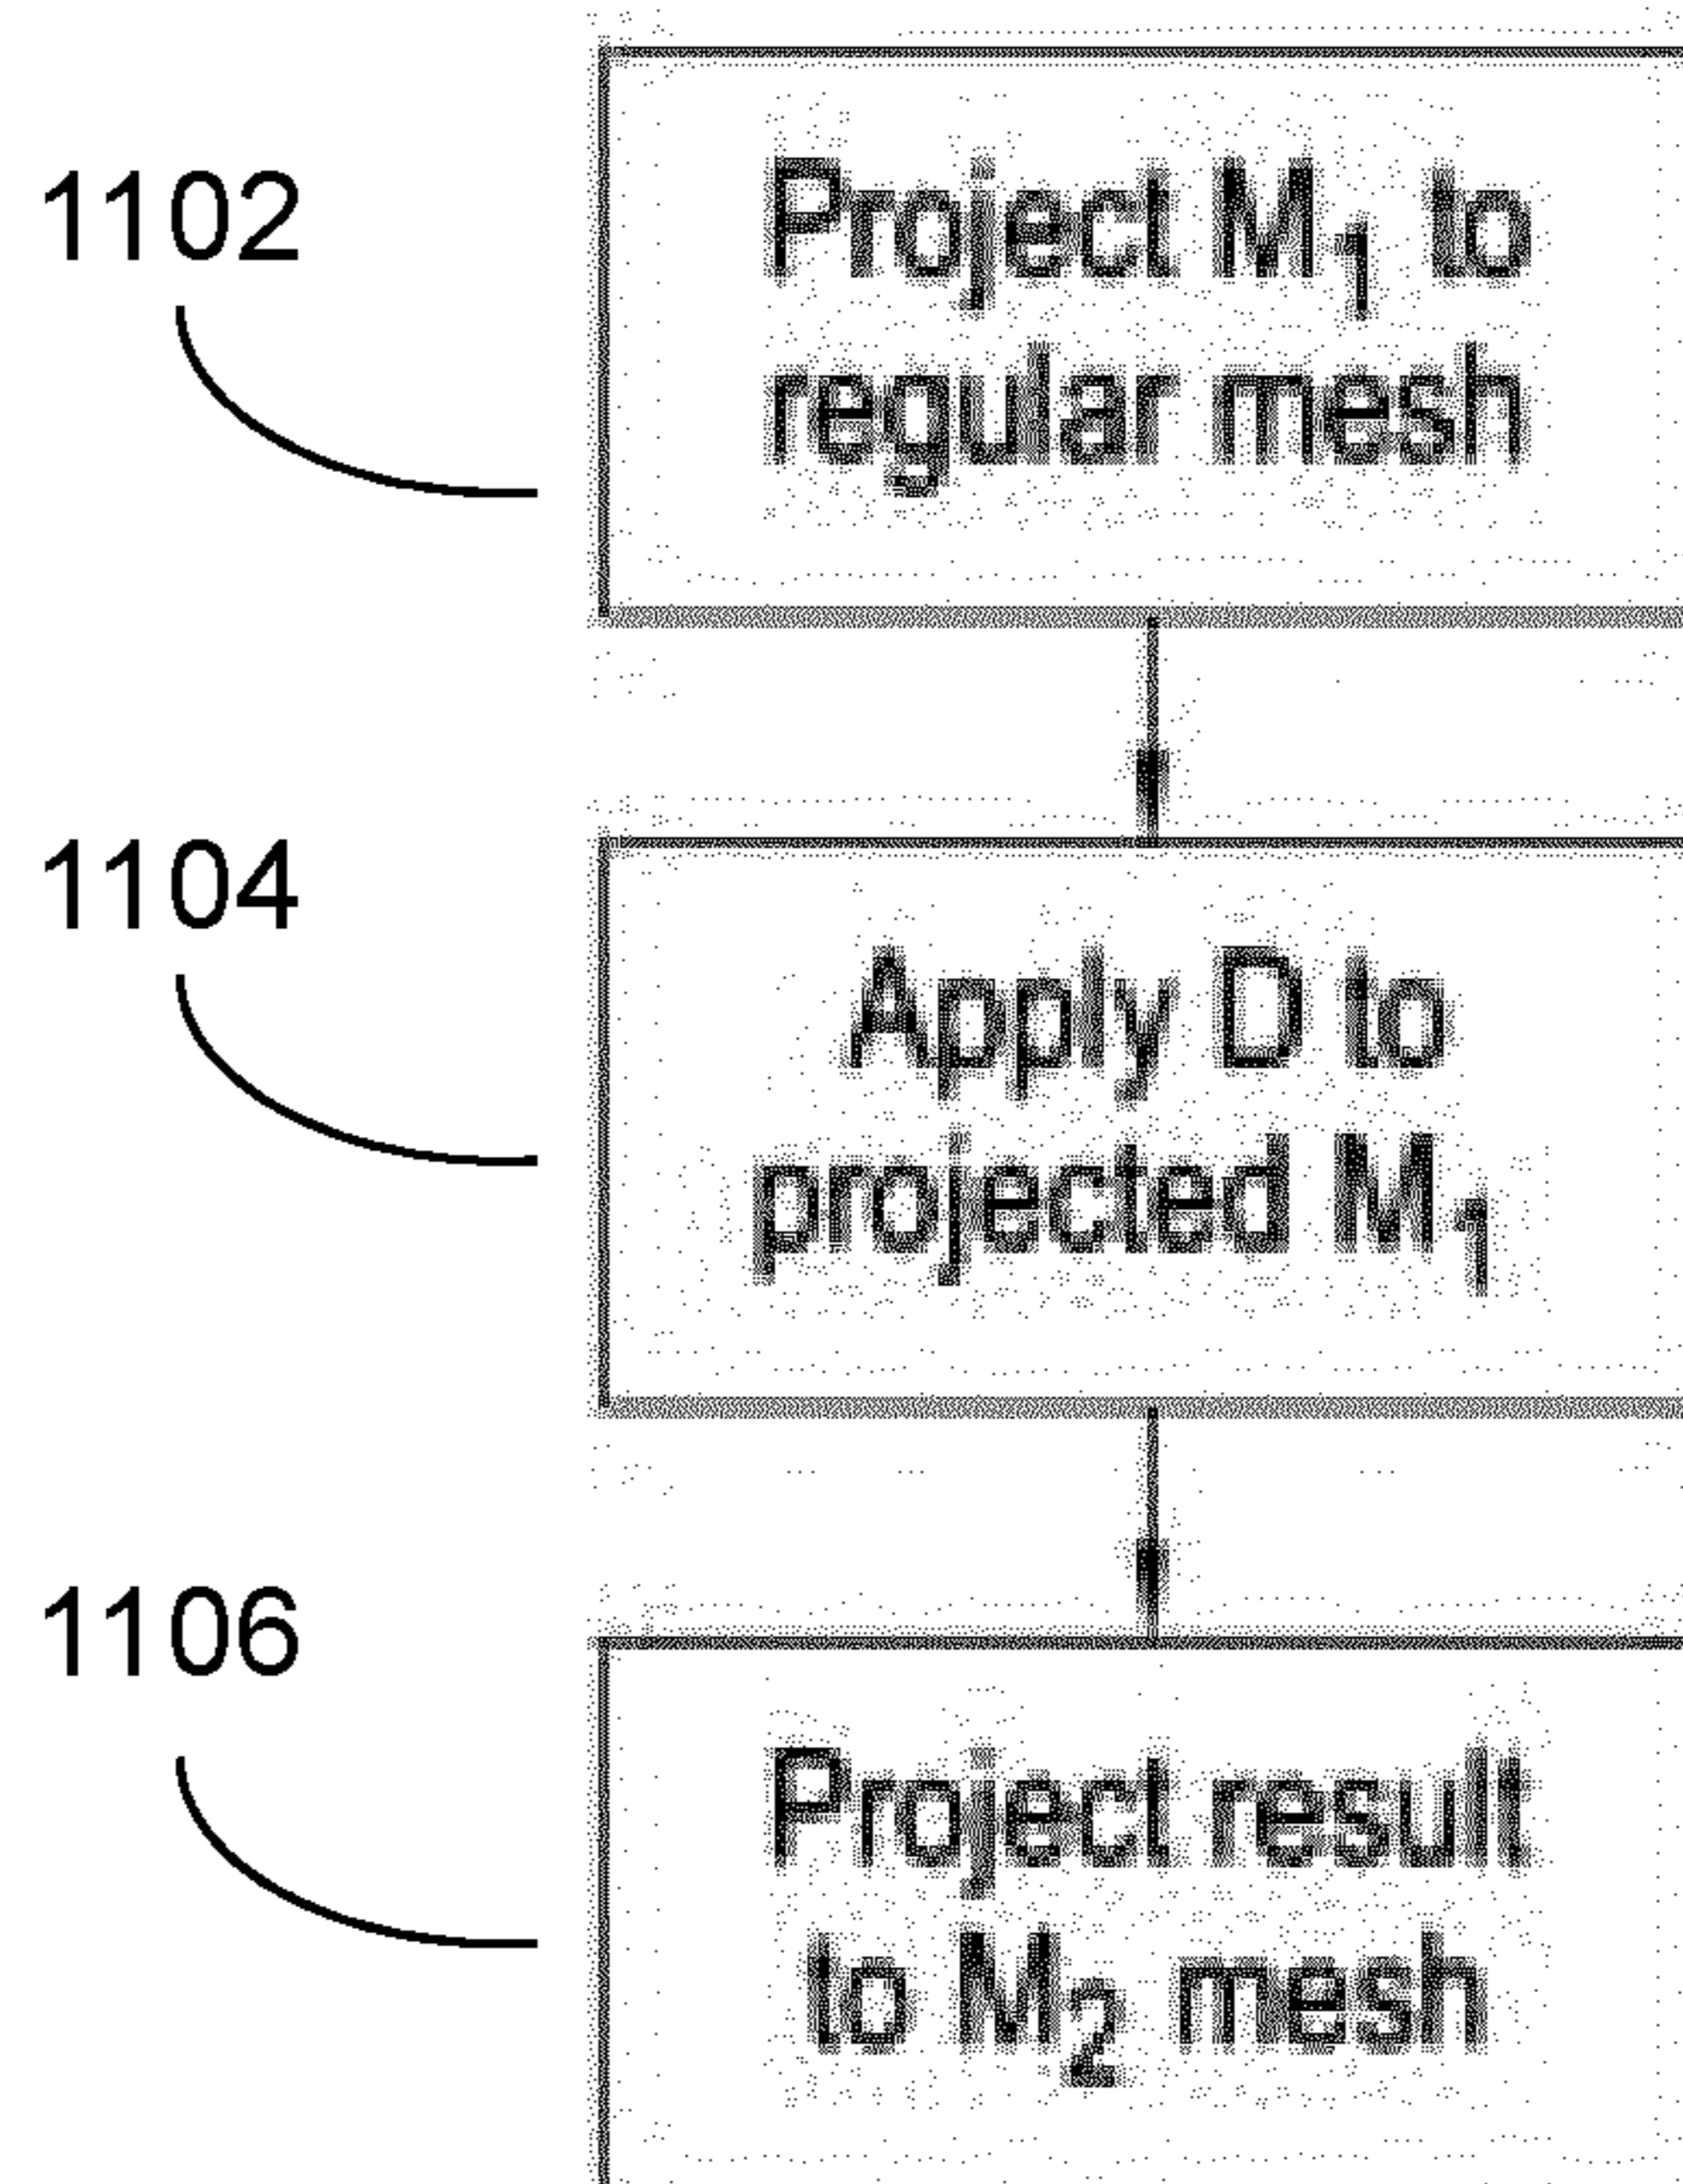 1102
Project M₁ to
regular mesh
1104
Apply D to
projected M₁
1106
Project result
to M₂ mesh